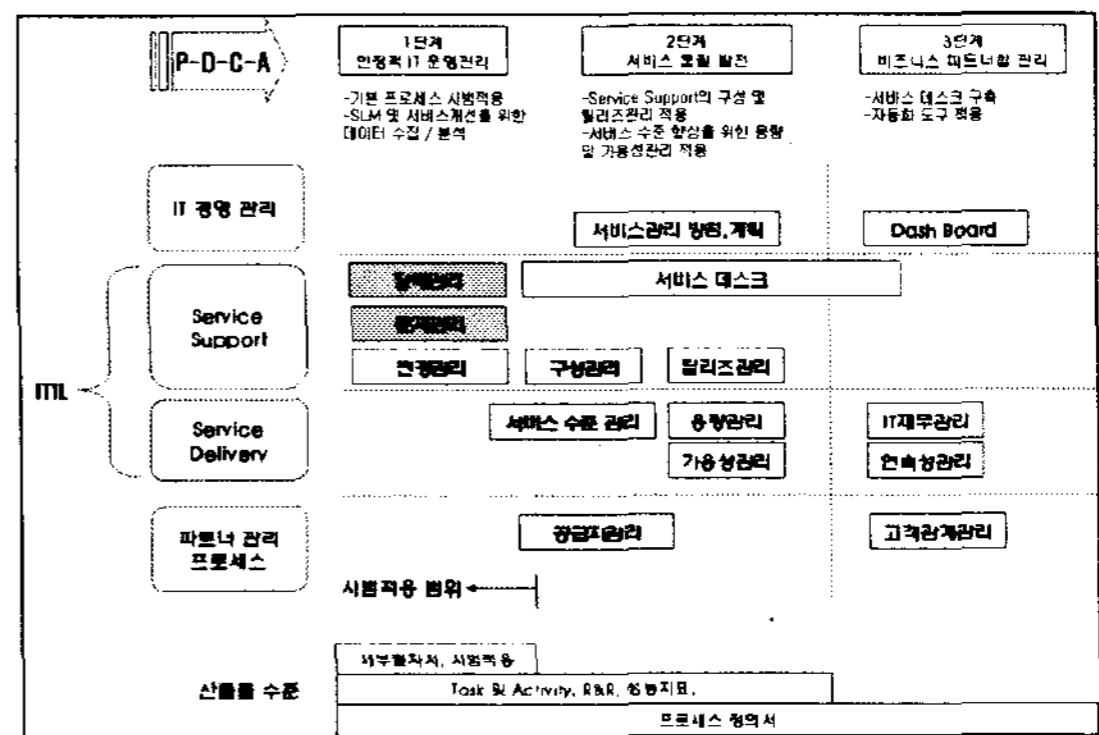 P-D-C-A
1단계
안정적 IT 운영관리
2단계
서비스 품질 발전
3단계
비즈니스 파트너쉽 관리
-기본 프로세스 시범적용
-SLM 및 서비스개선를 위한
데이터 수집 / 분석
-Service Support의 구성 및
릴리즈관리 적용
-서비스 수준 향상을 위한 용량
및 가용성관리 적용
-서비스 데스크 구축
-자동화 도구 적용
IT 경영 관리
서비스관리 방침,계획
Dash Board
장애관리
서비스 데스크
Service
Support
문제관리
변경관리
구성관리
릴리즈관리
ITIL
서비스 수준 관리
용량관리
IT재무관리
Service
Delivery
가용성관리
연속성관리
파트너 관리
프로세스
공급자관리
고객관계관리
시범적용 범위
세부절차서, 시범적용
산출물 수준
Task 및 Activity, R&R, 성능지표,
프로세스 정의서